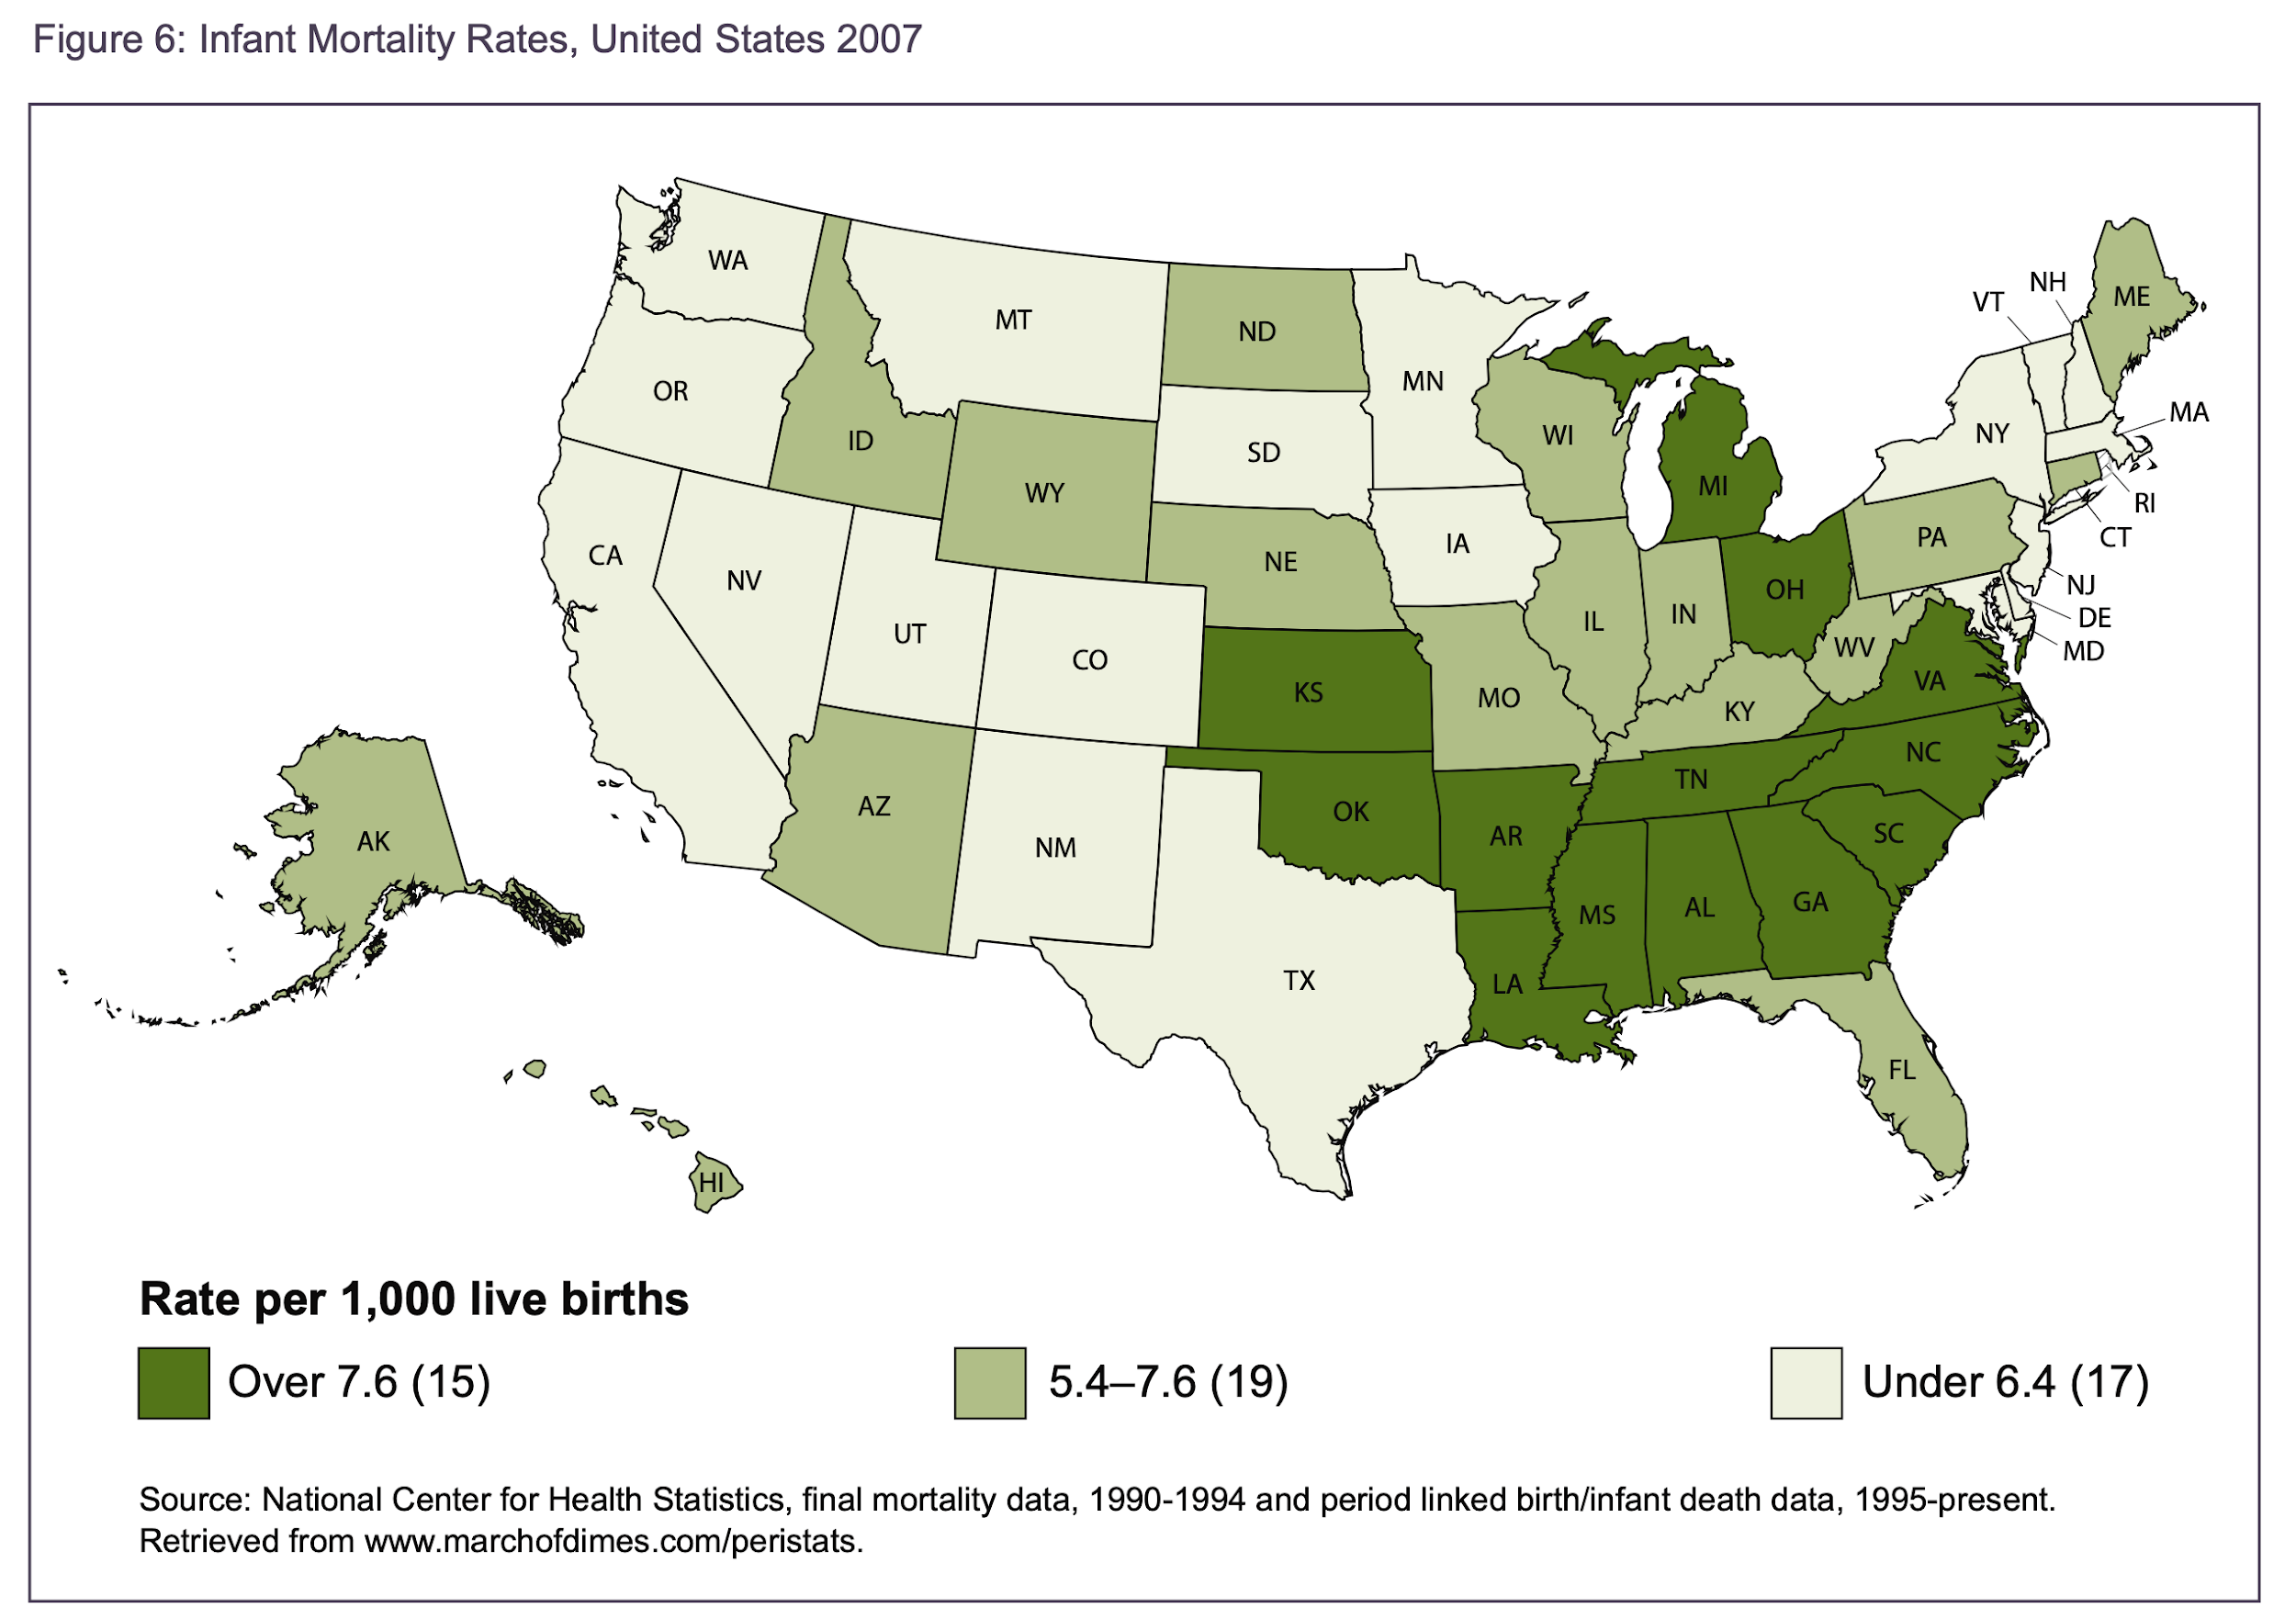 Figure 6: Infant Mortality Rates, United States 2007
WA
MT
ND
MN
VT
NH
ME
OR
ID
WY
SD
WI
MI
NY
MA
RI
CT
CA
NV
UT
CO
NE
IA
IL
IN
OH
PA
NJ
DE
MD
WV
VA
KS
MO
KY
NC
TN
AZ
NM
OK
AR
SC
MS
AL
GA
LA
TX
FL
AK
HI
Rate per 1,000 live births
Over 7.6 (15)
5.4–7.6 (19)
Under 6.4 (17)
Source: National Center for Health Statistics, final mortality data, 1990-1994 and period linked birth/infant death data, 1995-present.
Retrieved from www.marchofdimes.com/peristats.